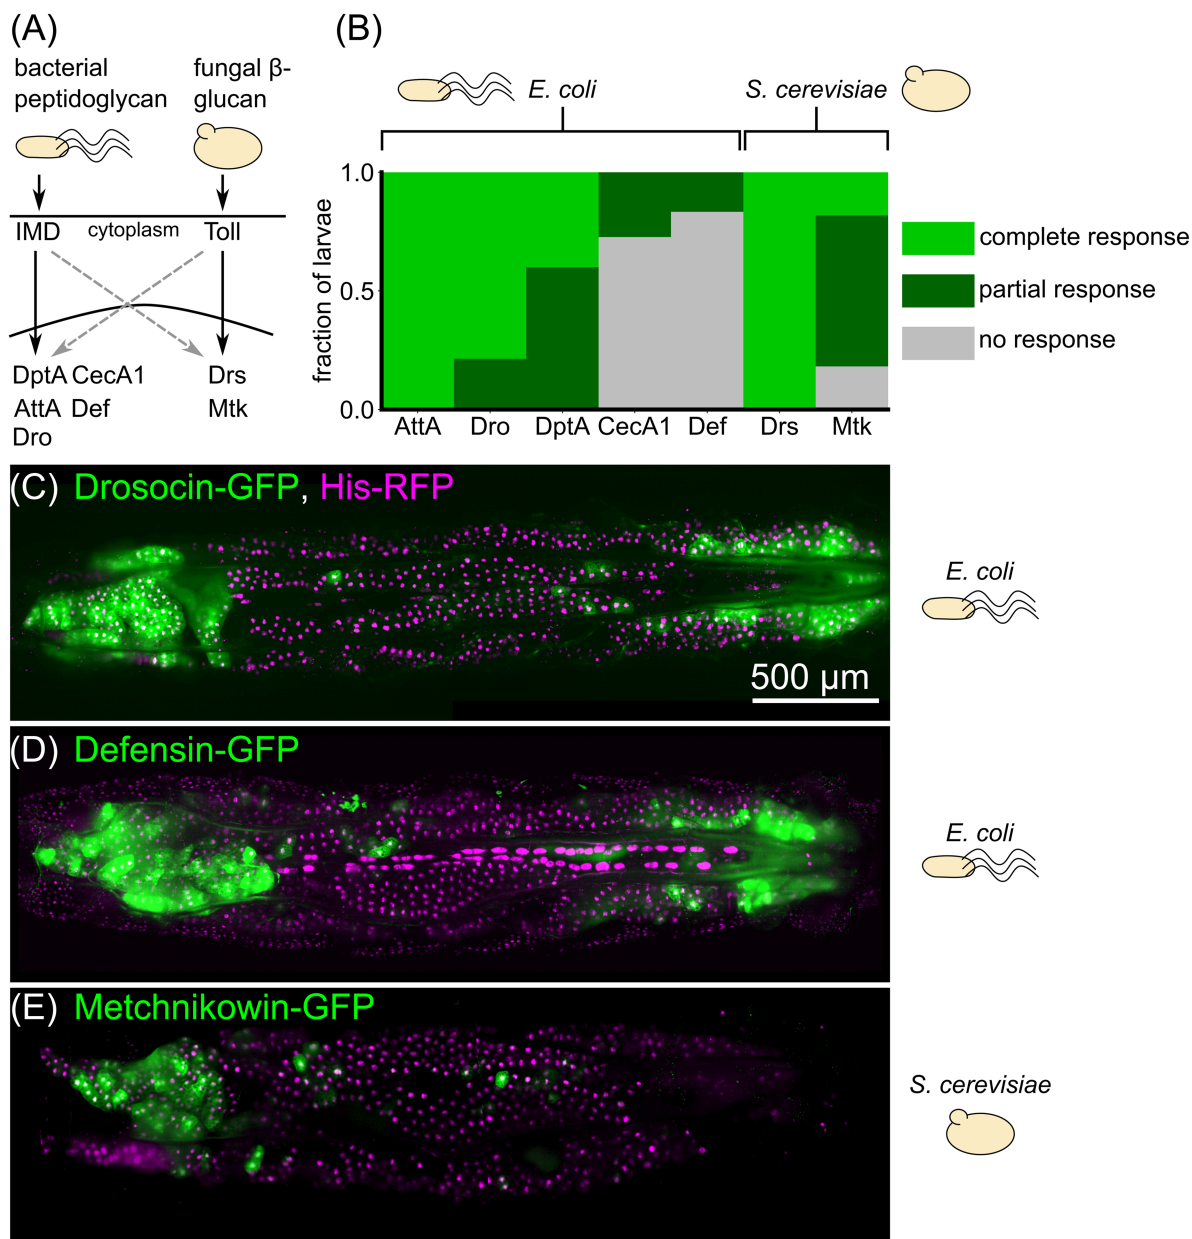 (A)
bacterial
peptidoglycan
fungal β-
glucan
IMD
cytoplasm
Toll
DptA CecA1
AttA Def
Dro
Drs
Mtk
(B)
E. coli
S. cerevisiae
fraction of larvae
1.0
0.5
0.0
AttA Dro DptA CecA1 Def Drs Mtk
complete response
partial response
no response
(C) Drosocin-GFP, His-RFP
500 µm
E. coli
(D) Defensin-GFP
E. coli
(E) Metchnikowin-GFP
S. cerevisiae